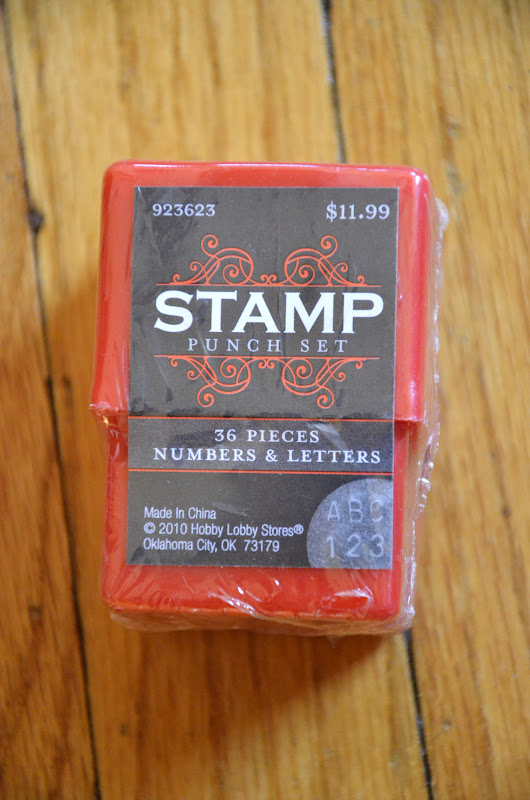 923623 $11.99
STAMP
PUNCH SET
36 PIECES
NUMBERS & LETTERS
Made In China
© 2010 Hobby Lobby Stores®
Oklahoma City, OK 73179
ABC
123